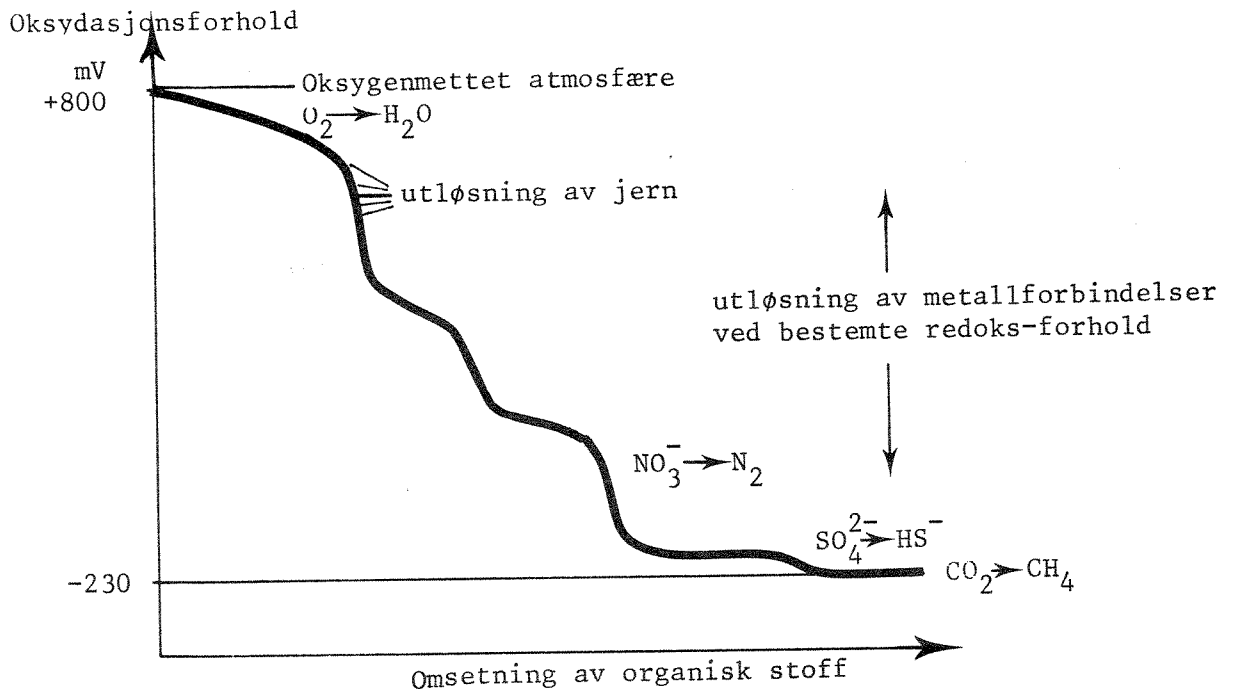 Oksydasjonsforhold
mV
+800
Oksygenmettet atmosfære
O2→H2O
utløsning av jern
utløsning av metallforbindelser
ved bestemte redoks-forhold
NO3-→N2
SO42-→HS-
-230
CO2→CH4
Omsetning av organisk stoff